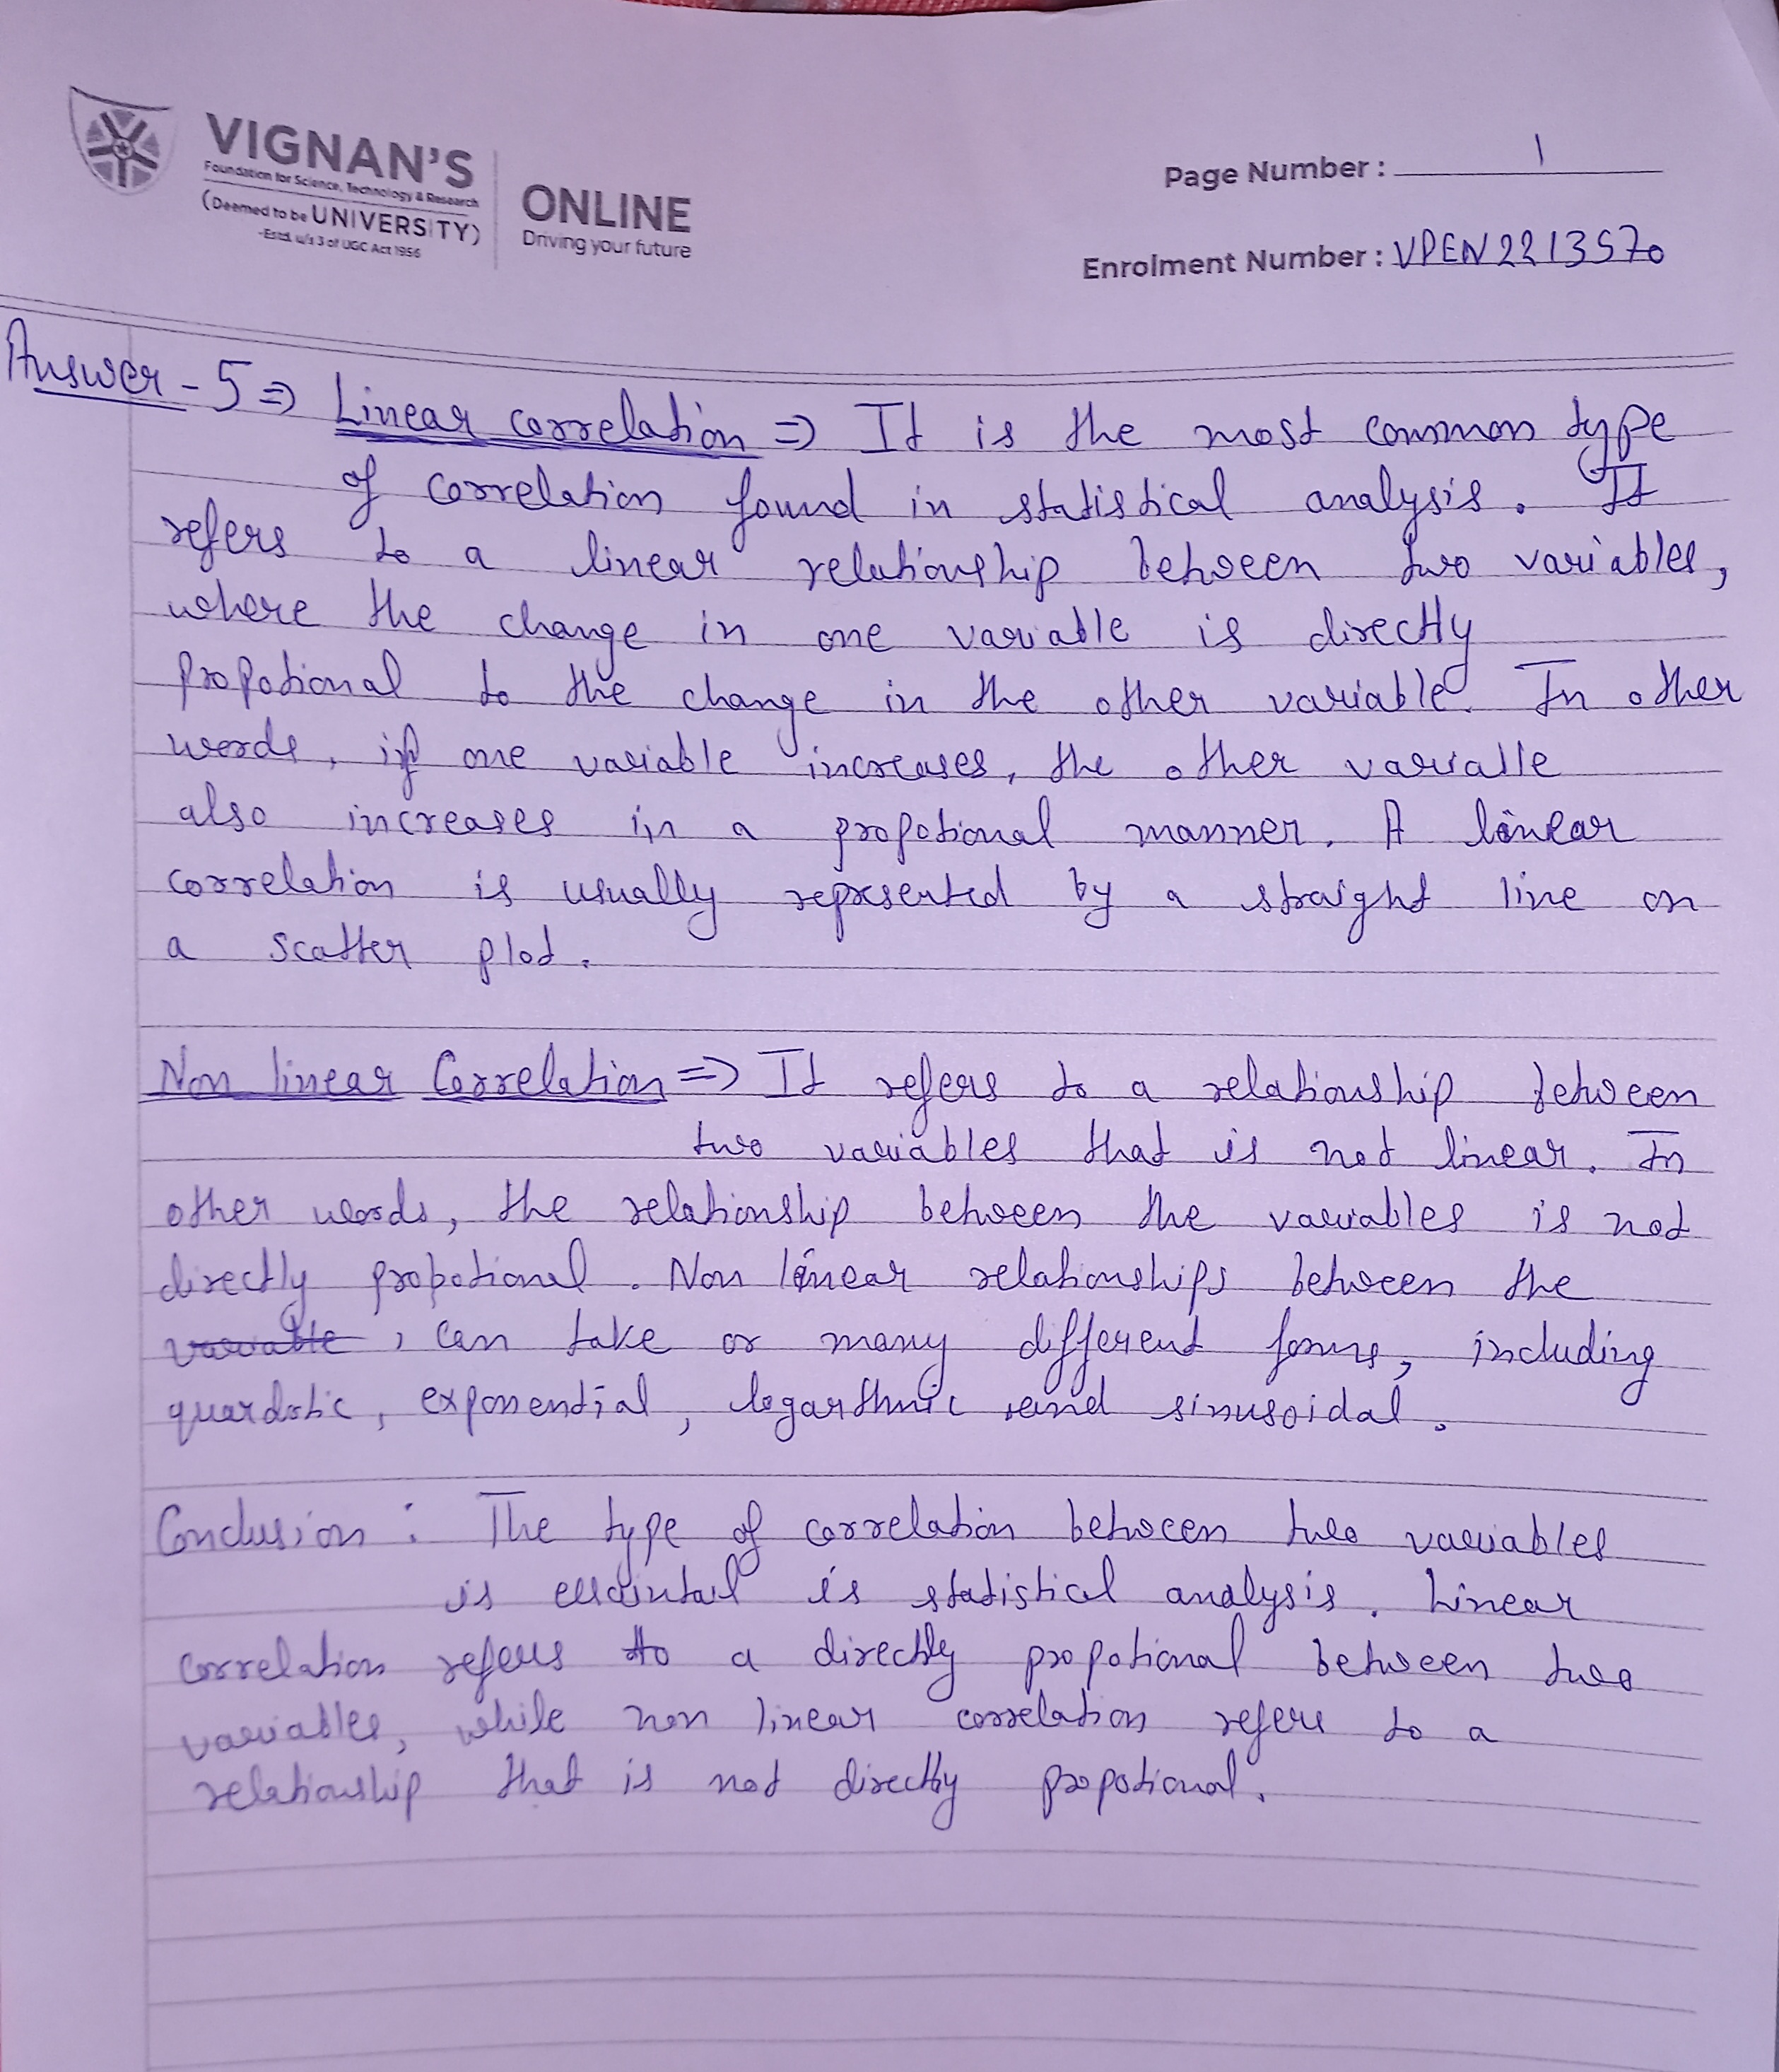 VIGNAN'S
Foundation for Science, Technology & Research
(Deemed to be UNIVERSITY)
-Estd. u/s 3 of UGC Act 1956
ONLINE
Driving your future
Page Number : 1
Enrolment Number : VPEN2213570
Answer - 5 => Linear correlation => It is the most common type
of correlation found in statistical analysis. It
refers to a linear relationship between two variables,
where the change in one variable is directly
propotional to the change in the other variable. In other
words, if one variable increases, the other variable
also increases in a propotional manner. A linear
correlation is usually represented by a straight line on
a scatter plot.
Non linear Correlation => It refers to a relationship between
two variables that is not linear. In
other words, the relationship between the variables is not
directly propotional. Non linear relationships between the
variable , can take or many different forms, including
quardatic, exponential, logarthmic and sinusoidal.
Conclusion : The type of correlation between two variables
is is statistical analysis. Linear
correlation refers to a directly propotional between two
variables, while non linear correlation refers to a
relationship that is not directly propotional.